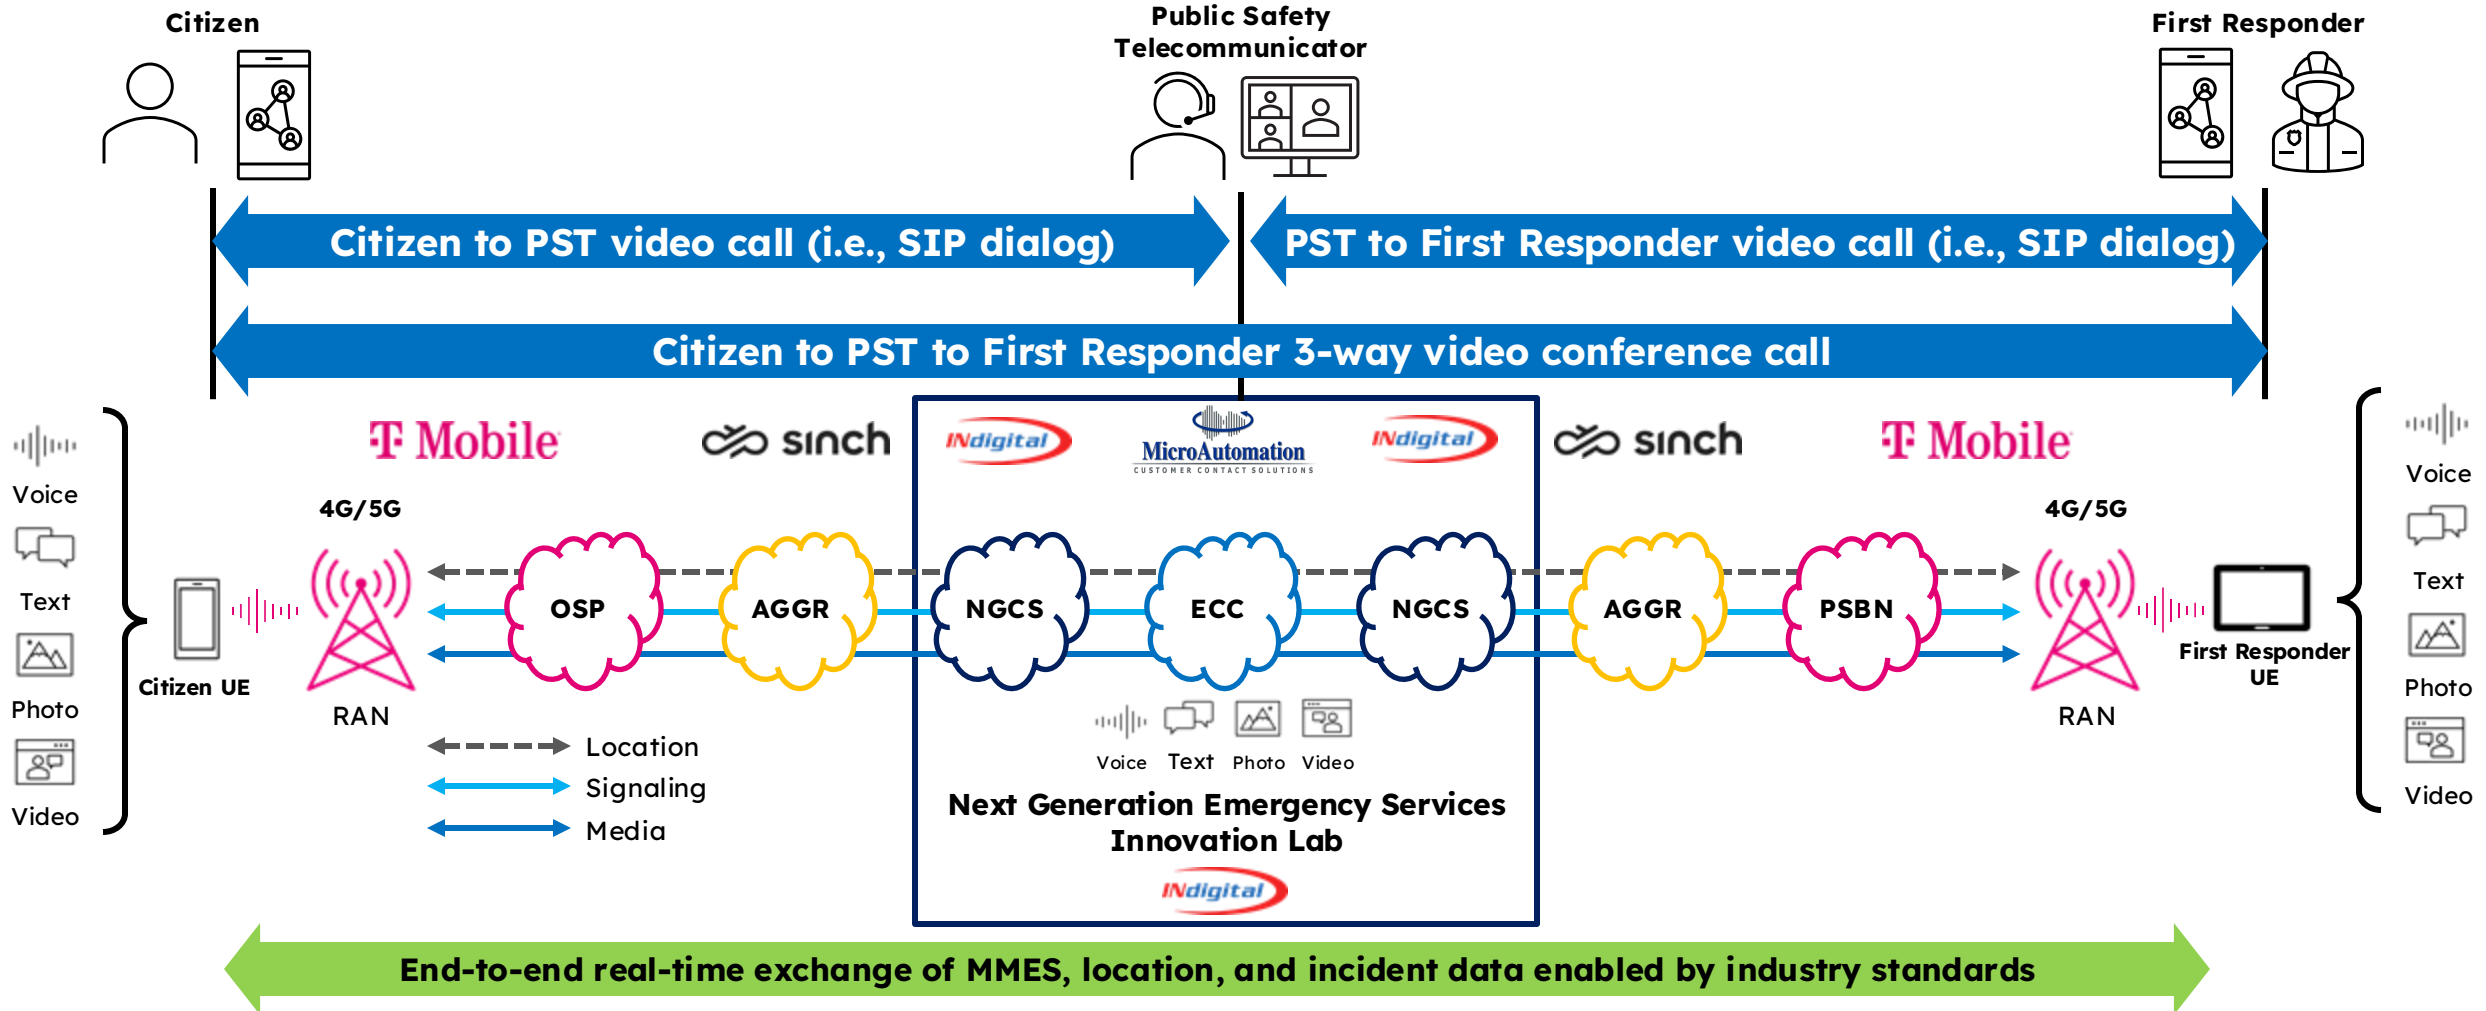 Citizen
Public Safety
Telecommunicator
First Responder
Citizen to PST video call (i.e., SIP dialog)
PST to First Responder video call (i.e., SIP dialog)
Citizen to PST to First Responder 3-way video conference call
T Mobile
sinch
INdigital
MicroAutomation
CUSTOMER CONTACT SOLUTIONS
INdigital
sinch
T Mobile
Voice
Text
Photo
Video
4G/5G
4G/5G
Citizen UE
RAN
OSP
AGGR
NGCS
ECC
NGCS
AGGR
PSBN
RAN
First Responder
UE
Voice
Text
Photo
Video
Location
Signaling
Media
Voice
Text
Photo
Video
Next Generation Emergency Services
Innovation Lab
INdigital
End-to-end real-time exchange of MMES, location, and incident data enabled by industry standards